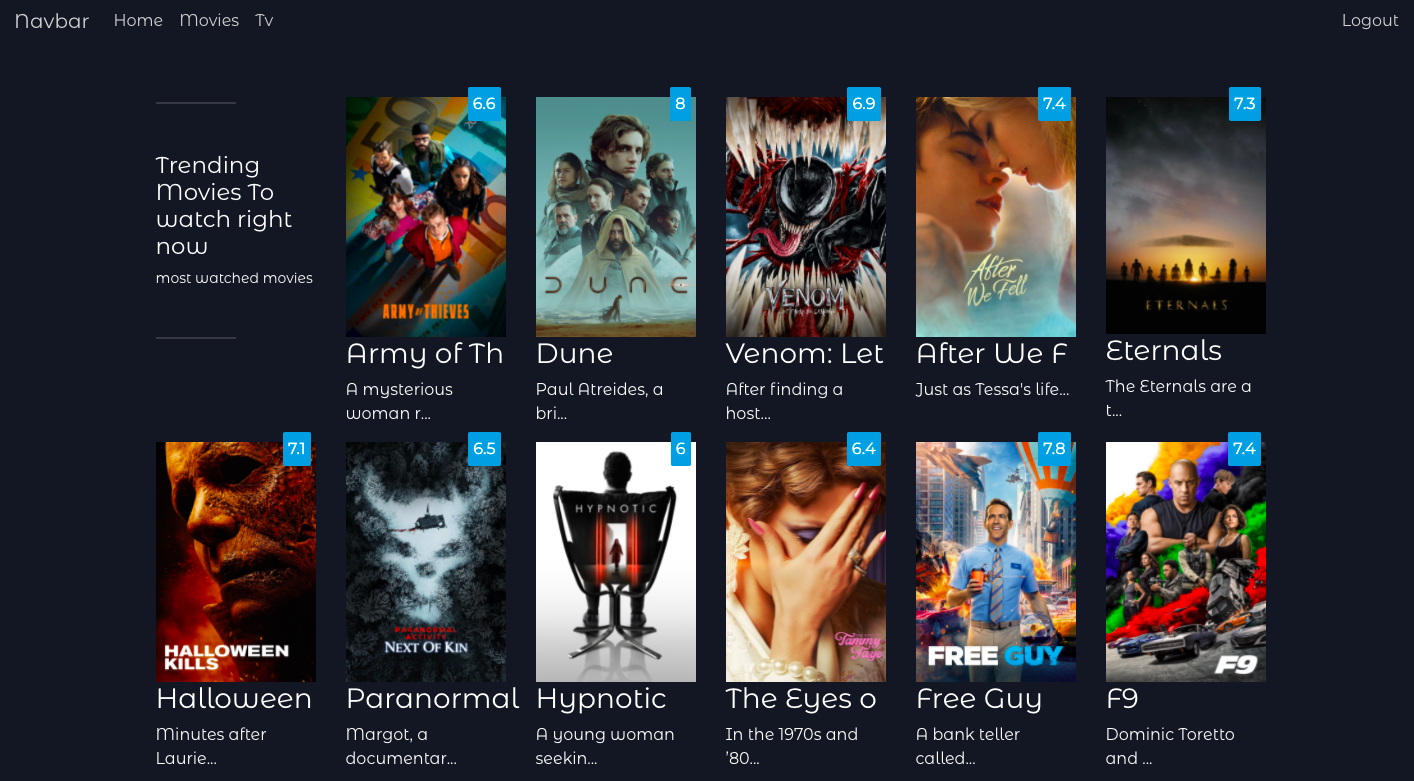 Navbar Home Movies Tv Logout
Trending
Movies To
watch right
now
most watched movies
6.6
ARMY OF THIEVES
Army of Th
A mysterious
woman r...
8
DUNE
Dune
Paul Atreides, a
bri...
6.9
VENOM
Venom: Let
After finding a
host...
7.4
After
We Fell
After We F
Just as Tessa's life...
7.3
ETERNALS
Eternals
The Eternals are a
t...
7.1
HALLOWEEN
KILLS
Halloween
Minutes after
Laurie...
6.5
PARANORMAL
ACTIVITY
NEXT OF KIN
Paranormal
Margot, a
documentar...
6
HYPNOTIC
Hypnotic
A young woman
seekin...
6.4
Tammy
Faye
The Eyes o
In the 1970s and
'80...
7.8
FREE GUY
Free Guy
A bank teller
called...
7.4
F9
F9
Dominic Toretto
and ...